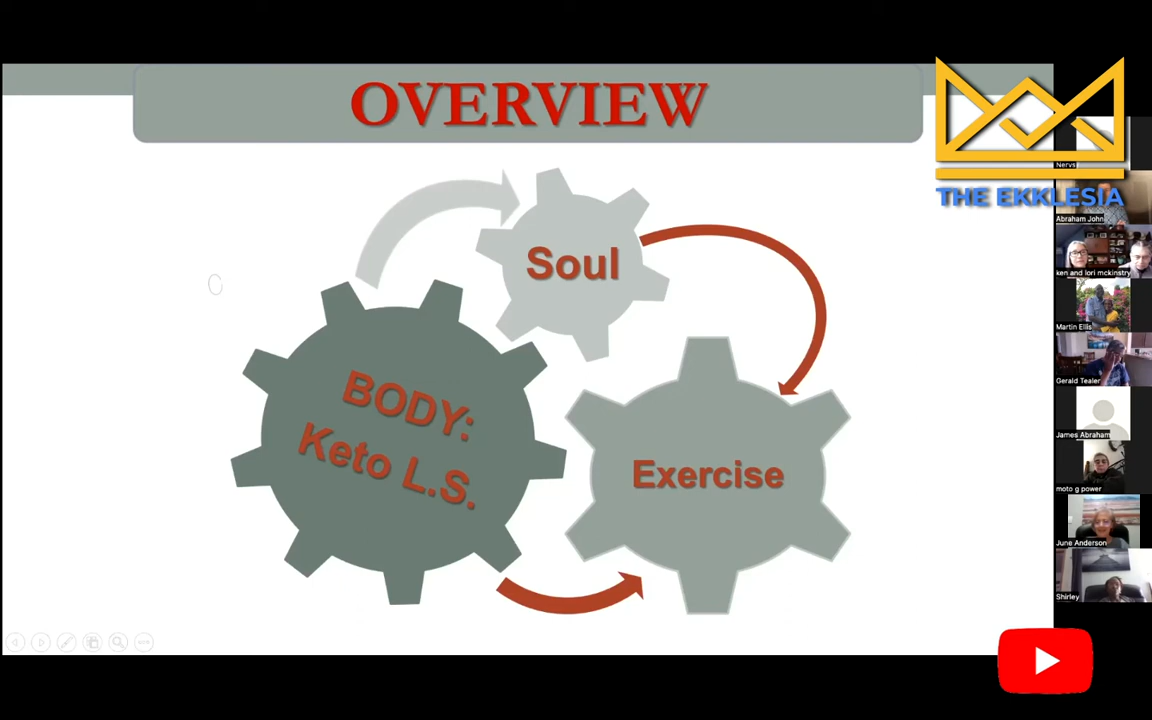 OVERVIEW
THE EKKLESIA
Soul
BODY:
Keto L.S.
Exercise
Nervs
Abraham John
ken and lori mckinstry
Martin Ellis
Gerald Tealer
James Abraham
moto g power
June Anderson
Shirley